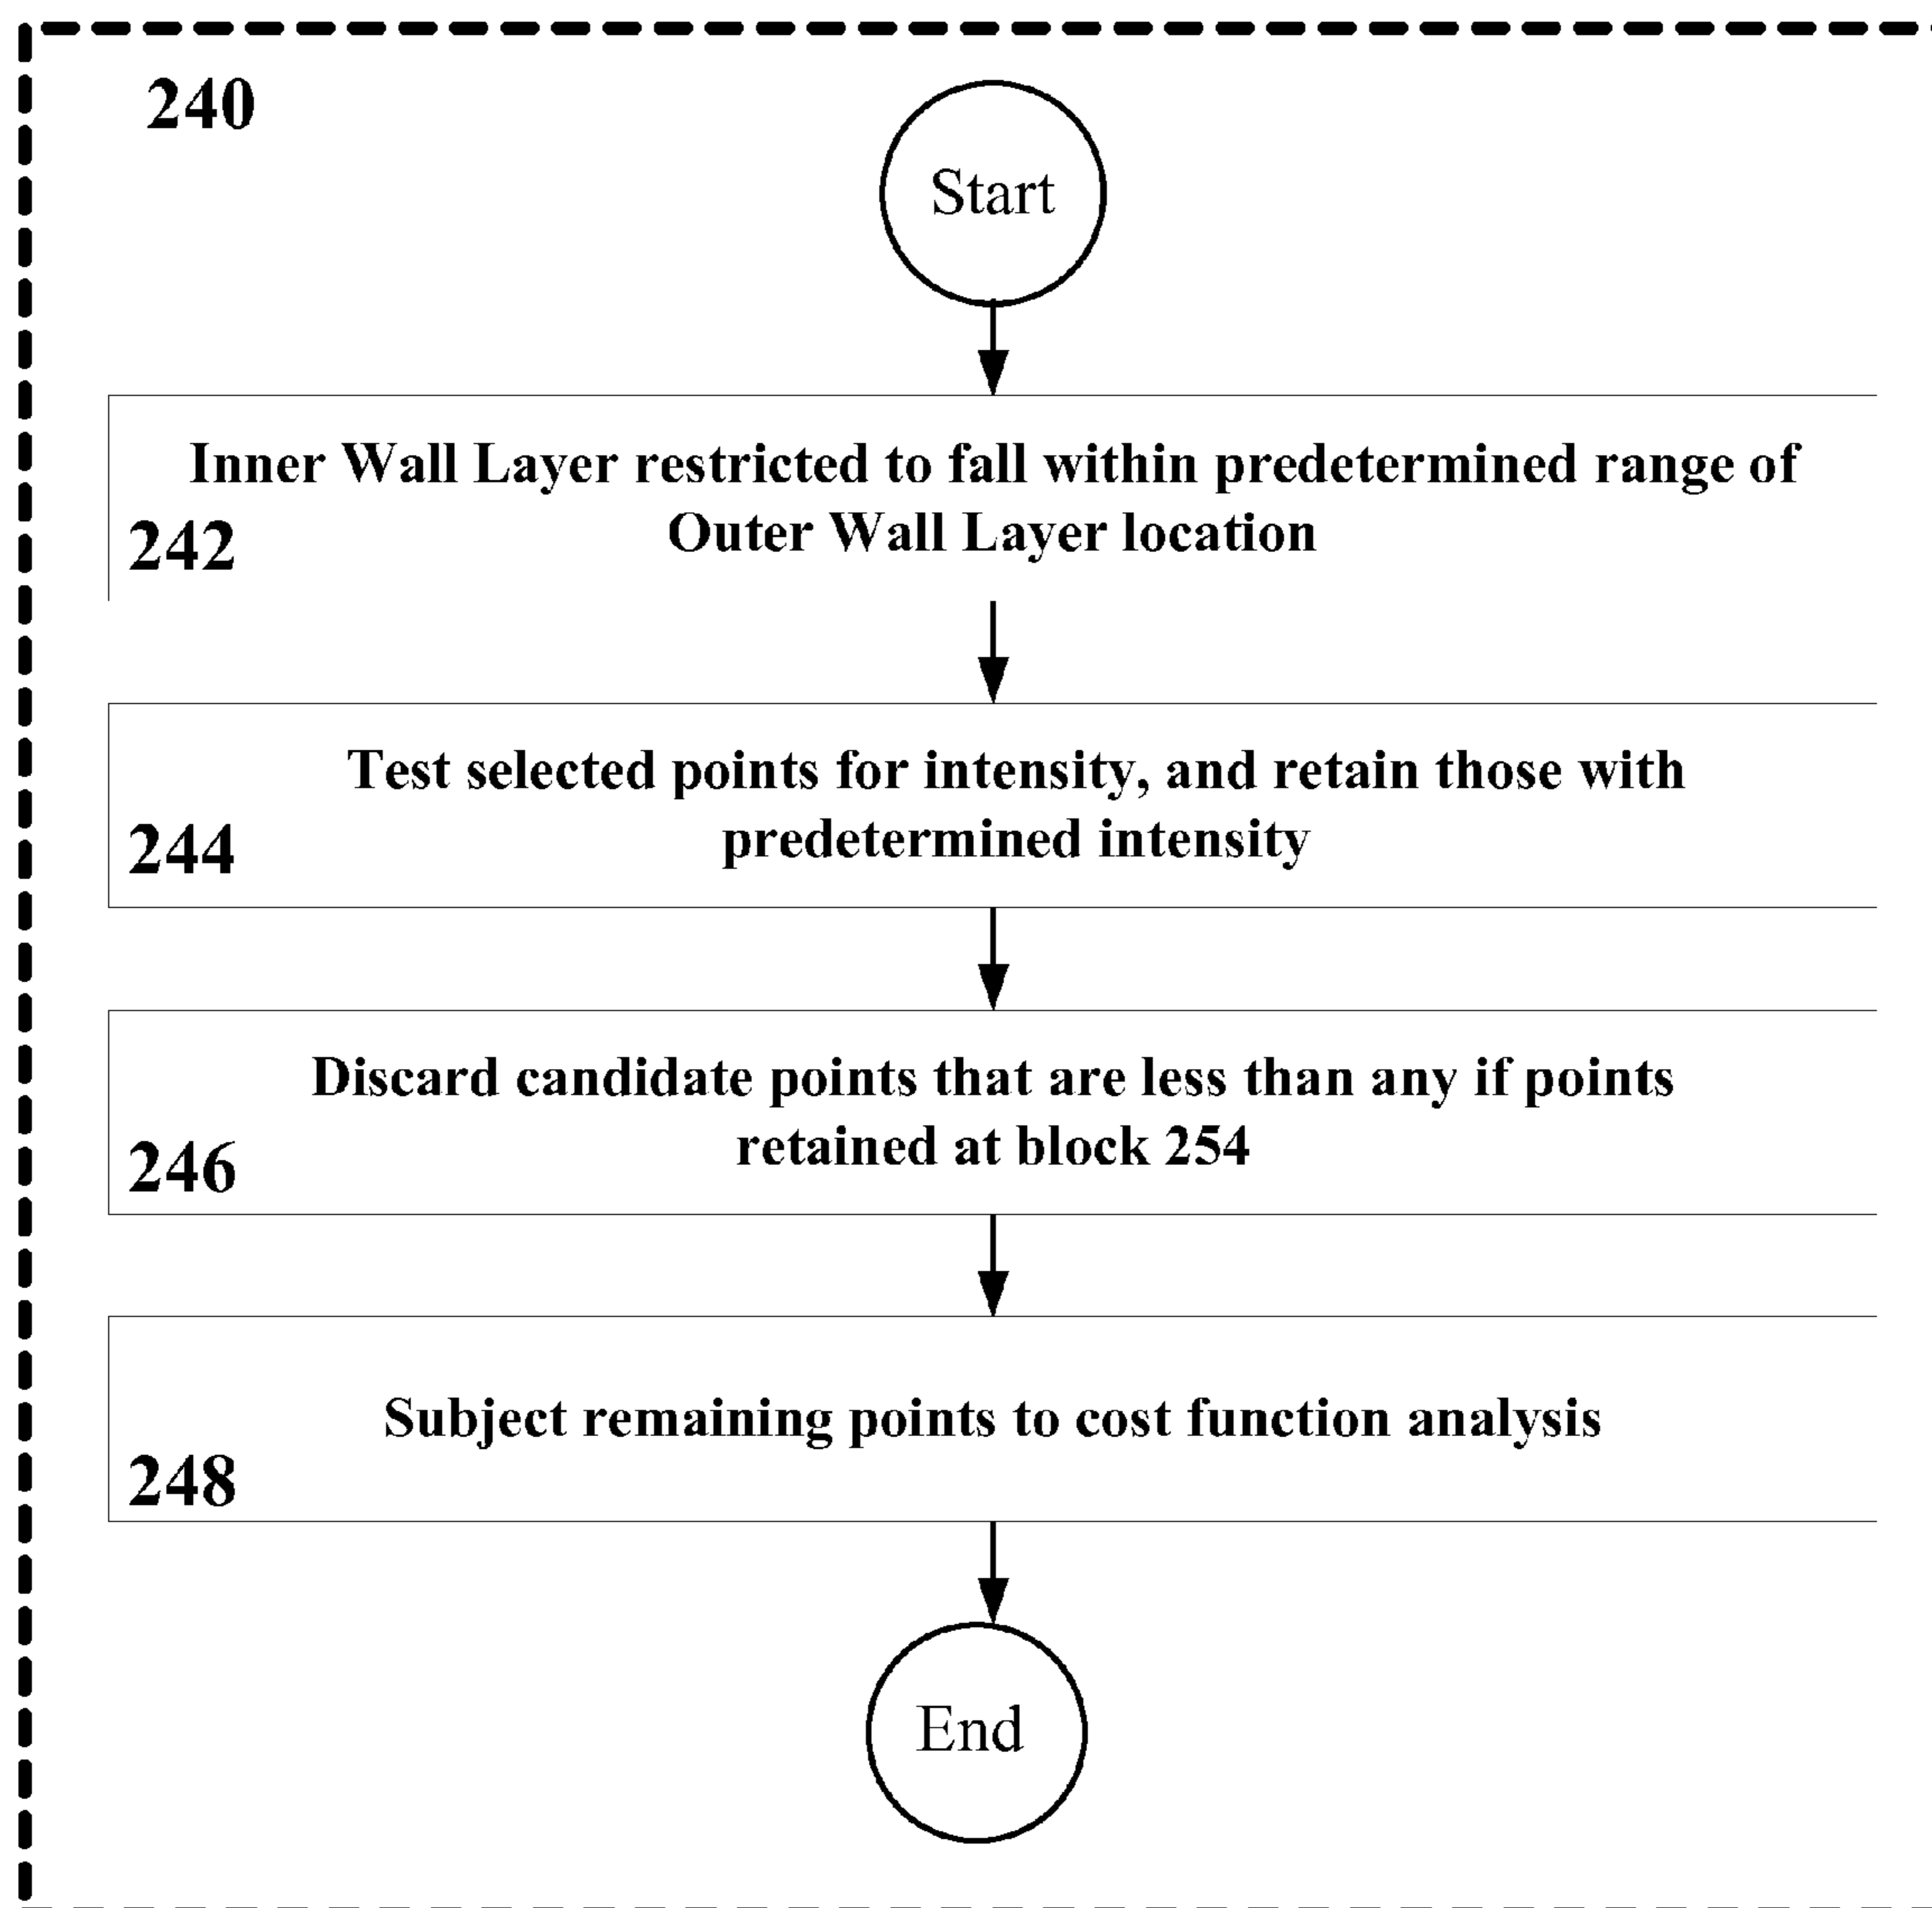 240
Start
Inner Wall Layer restricted to fall within predetermined range of
Outer Wall Layer location
242
Test selected points for intensity, and retain those with
predetermined intensity
244
Discard candidate points that are less than any if points
retained at block 254
246
Subject remaining points to cost function analysis
248
End